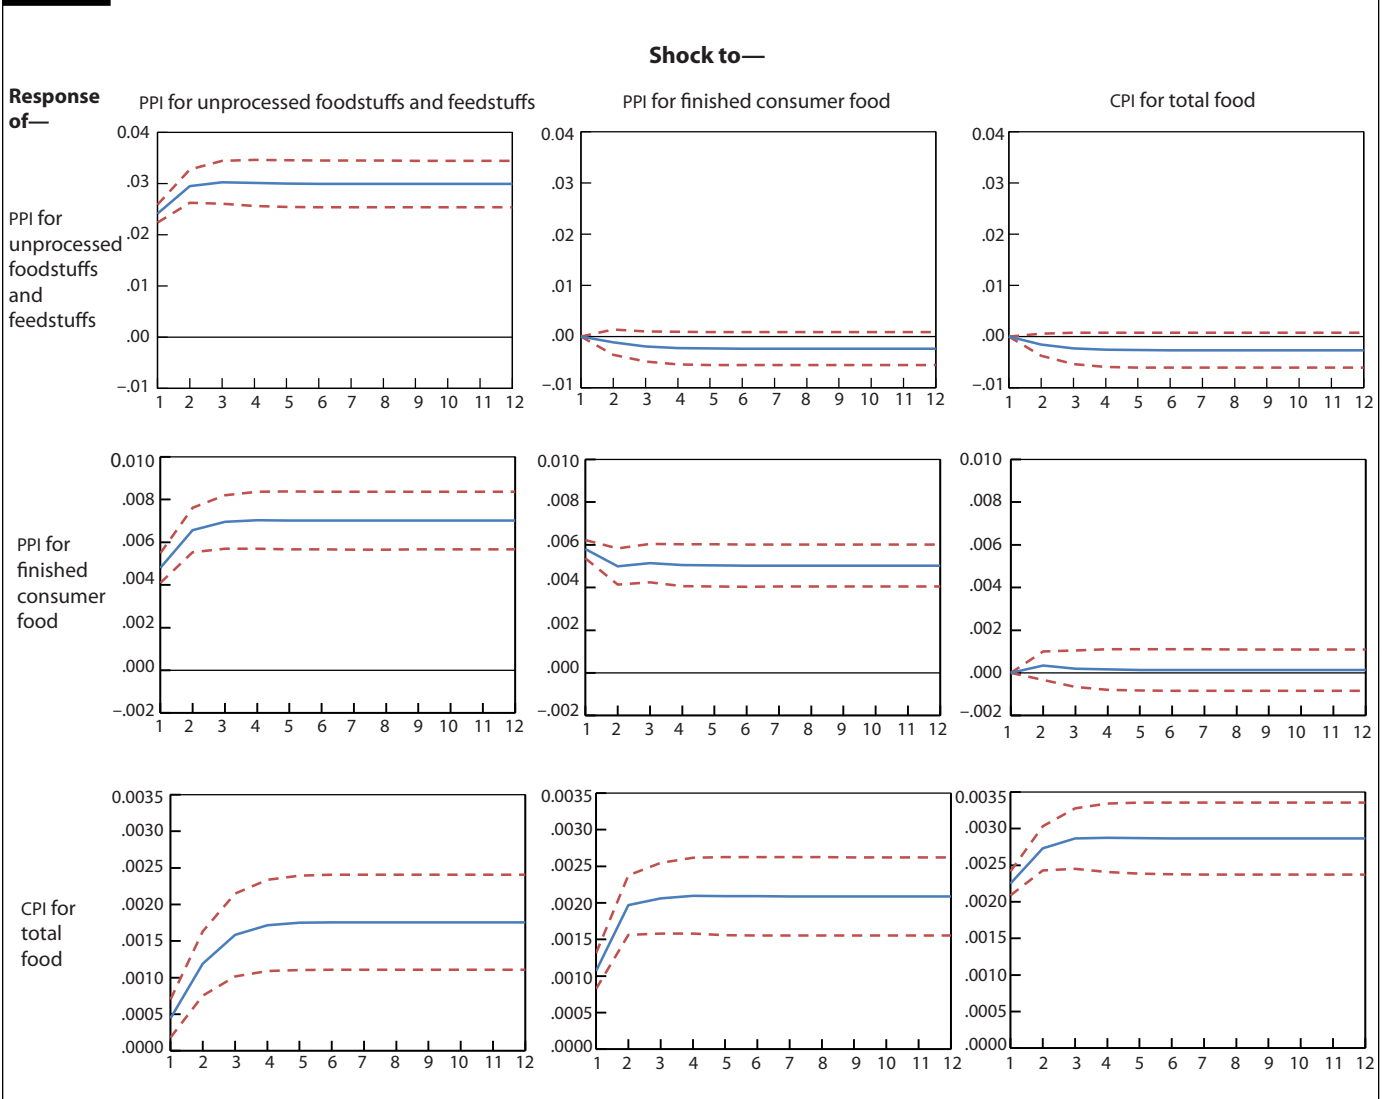 Shock to—
Response
of—
PPI for unprocessed foodstuffs and feedstuffs
PPI for finished consumer food
CPI for total food
PPI for
unprocessed
foodstuffs
and
feedstuffs
0.04
.03
.02
.01
.00
–.01
1 2 3 4 5 6 7 8 9 10 11 12
0.04
.03
.02
.01
.00
–.01
1 2 3 4 5 6 7 8 9 10 11 12
0.04
.03
.02
.01
.00
–.01
1 2 3 4 5 6 7 8 9 10 11 12
PPI for
finished
consumer
food
0.010
.008
.006
.004
.002
.000
–.002
1 2 3 4 5 6 7 8 9 10 11 12
0.010
.008
.006
.004
.002
.000
–.002
1 2 3 4 5 6 7 8 9 10 11 12
0.010
.008
.006
.004
.002
.000
–.002
1 2 3 4 5 6 7 8 9 10 11 12
CPI for
total
food
0.0035
.0030
.0025
.0020
.0015
.0010
.0005
.0000
1 2 3 4 5 6 7 8 9 10 11 12
0.0035
.0030
.0025
.0020
.0015
.0010
.0005
.0000
1 2 3 4 5 6 7 8 9 10 11 12
0.0035
.0030
.0025
.0020
.0015
.0010
.0005
.0000
1 2 3 4 5 6 7 8 9 10 11 12